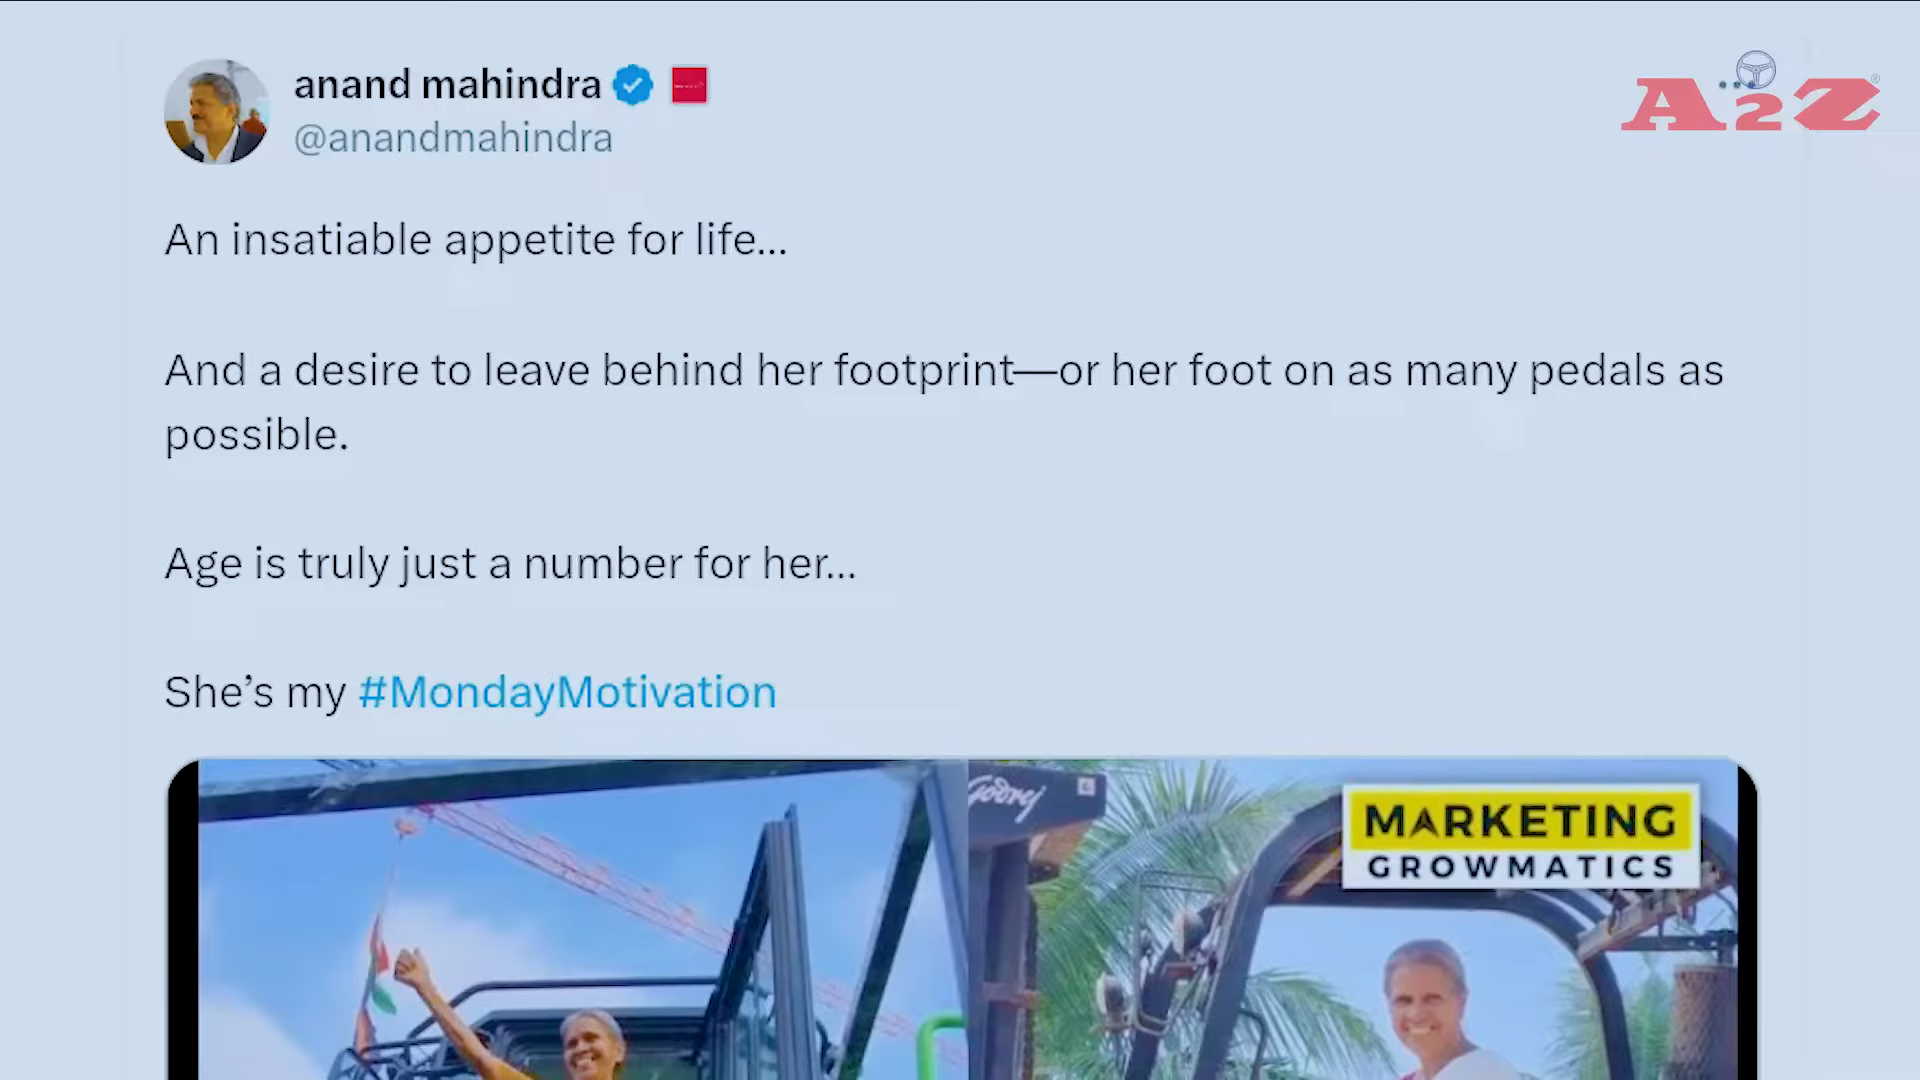 anand mahindra
@anandmahindra
A2Z
An insatiable appetite for life...
And a desire to leave behind her footprint—or her foot on as many pedals as
possible.
Age is truly just a number for her...
She’s my #MondayMotivation
Godrej
MARKETING
GROWMATICS